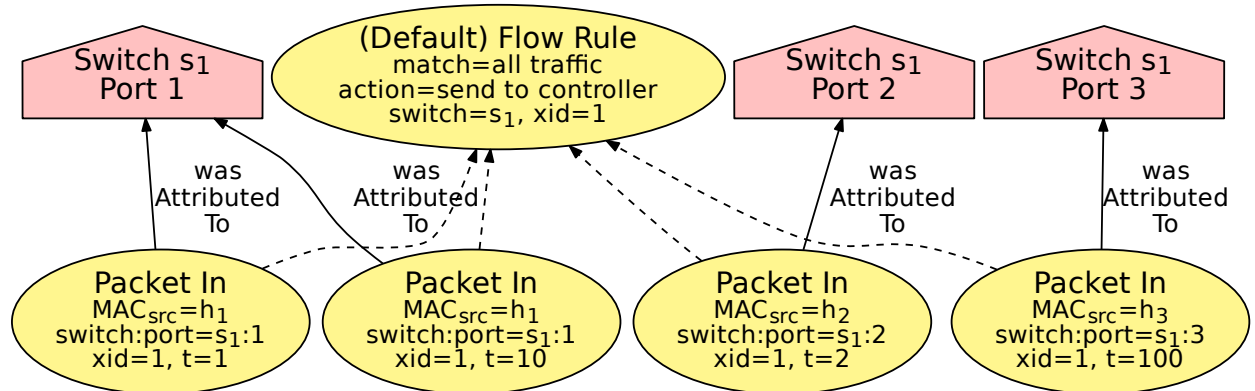 Switch s₁
Port 1
(Default) Flow Rule
match=all traffic
action=send to controller
switch=s₁, xid=1
Switch s₁
Port 2
Switch s₁
Port 3
was
Attributed
To
was
Attributed
To
was
Attributed
To
was
Attributed
To
Packet In
MACsrc=h₁
switch:port=s₁:1
xid=1, t=1
Packet In
MACsrc=h₁
switch:port=s₁:1
xid=1, t=10
Packet In
MACsrc=h₂
switch:port=s₁:2
xid=1, t=2
Packet In
MACsrc=h₃
switch:port=s₁:3
xid=1, t=100